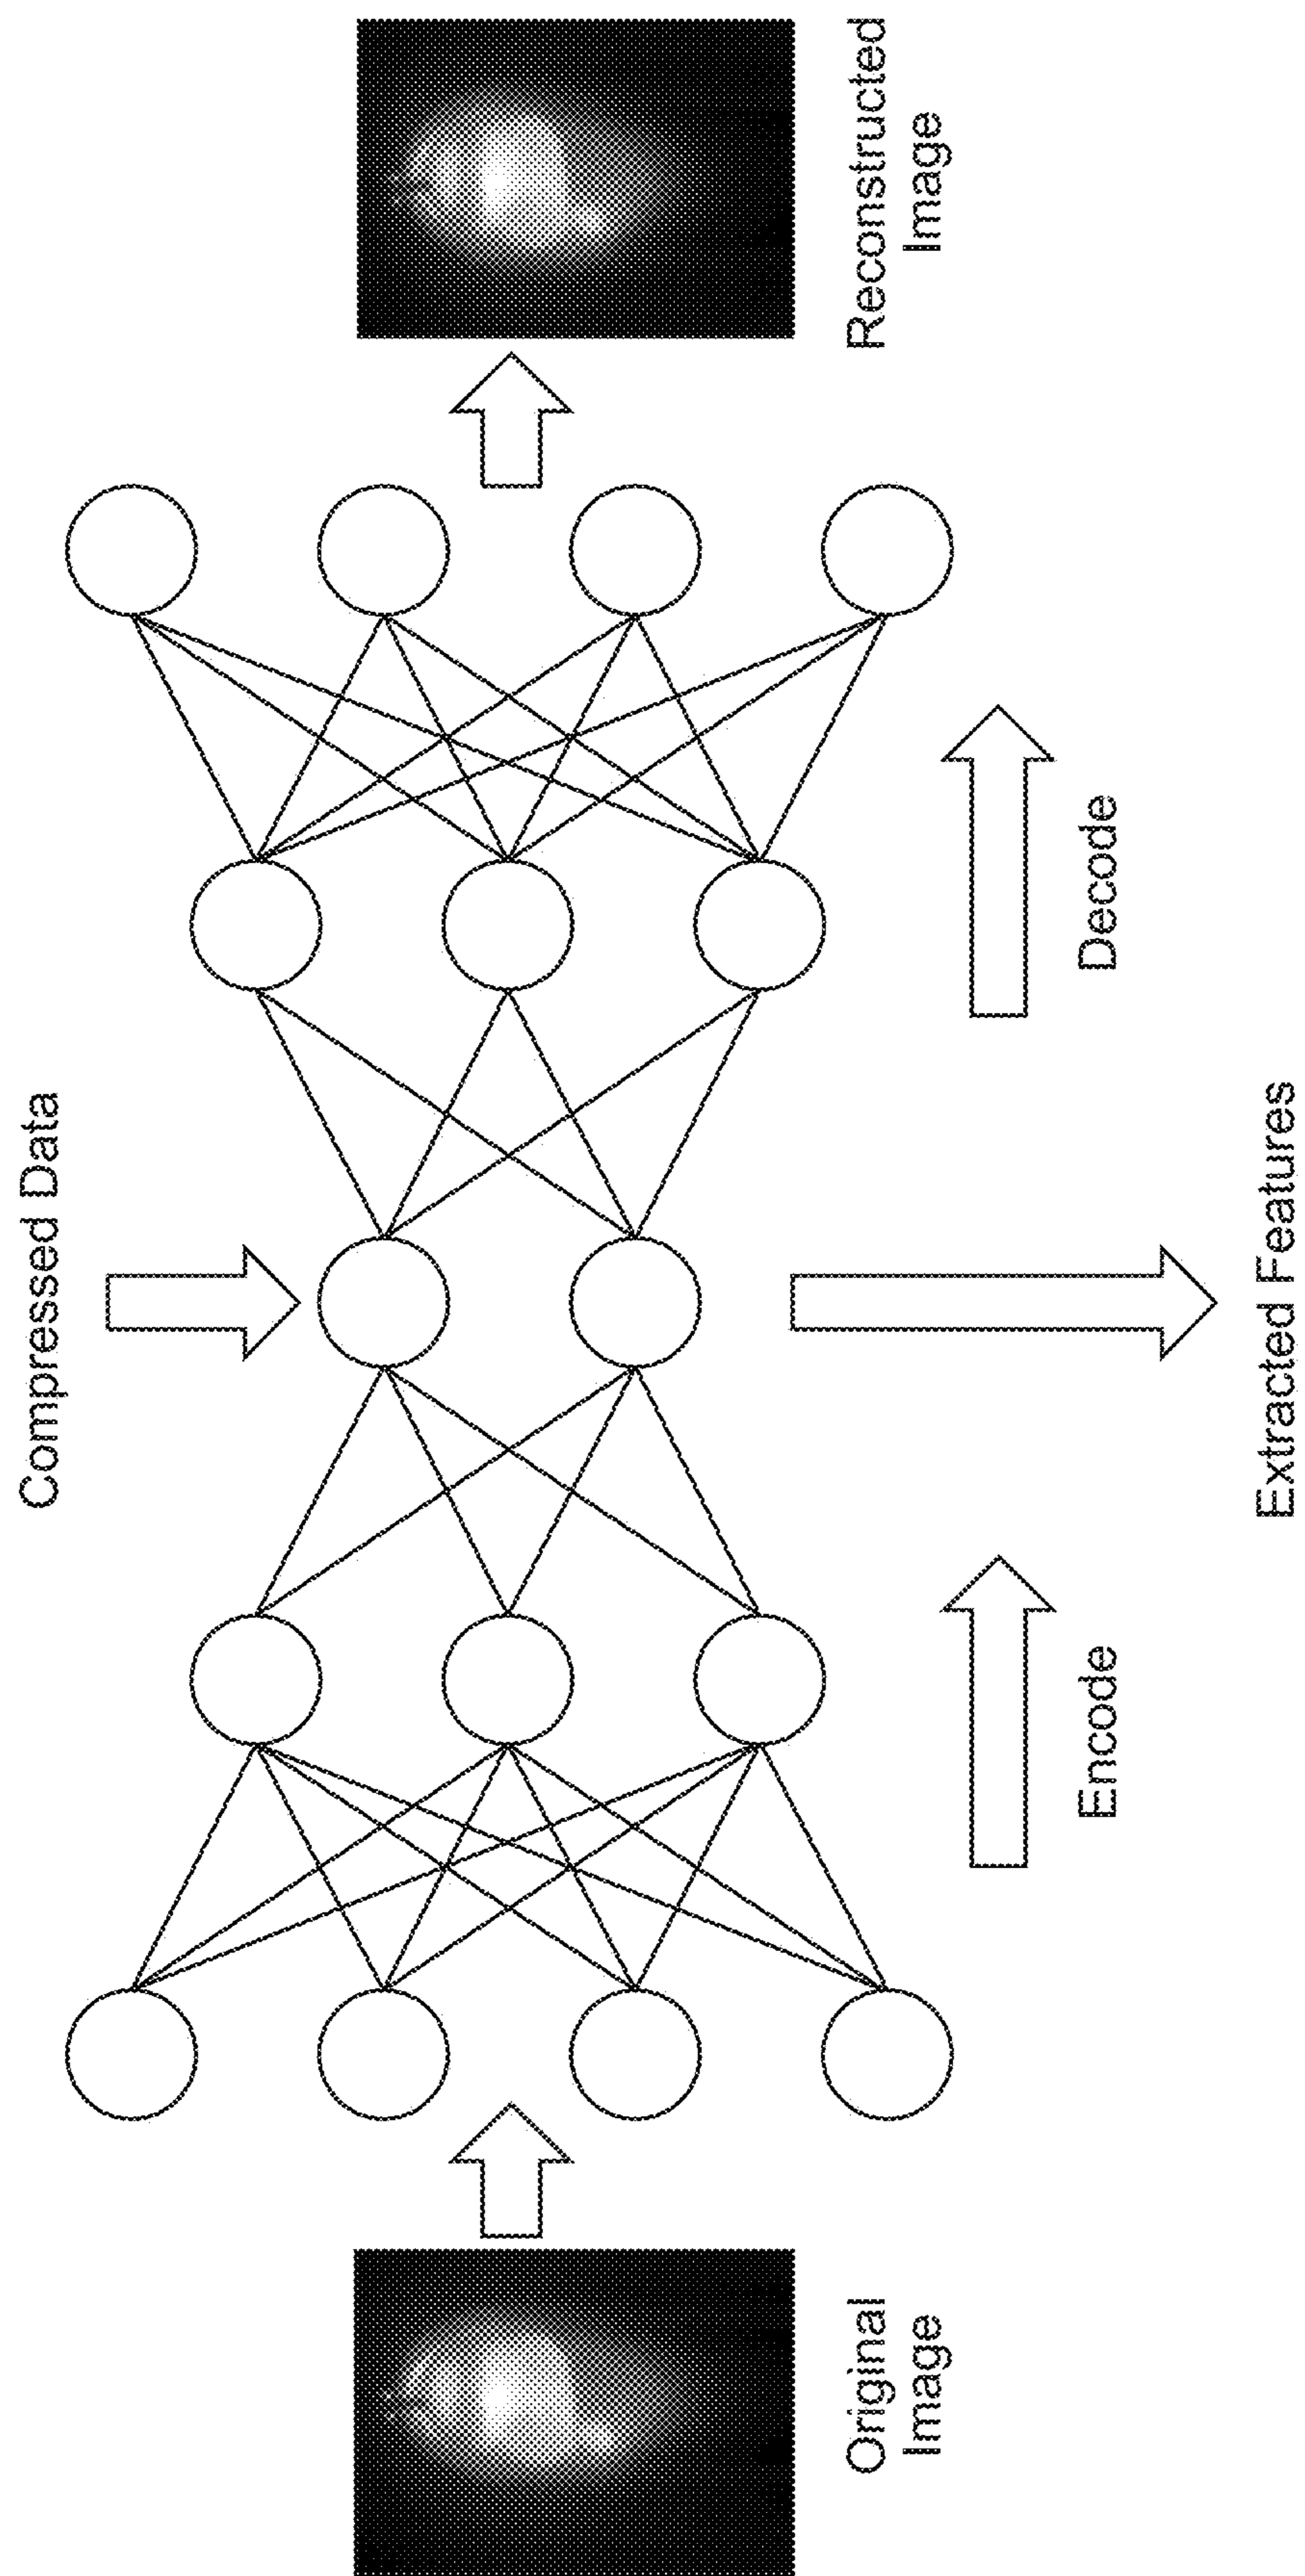 Compressed Data
Original
Image
Encode
Decode
Reconstructed
Image
Extracted Features